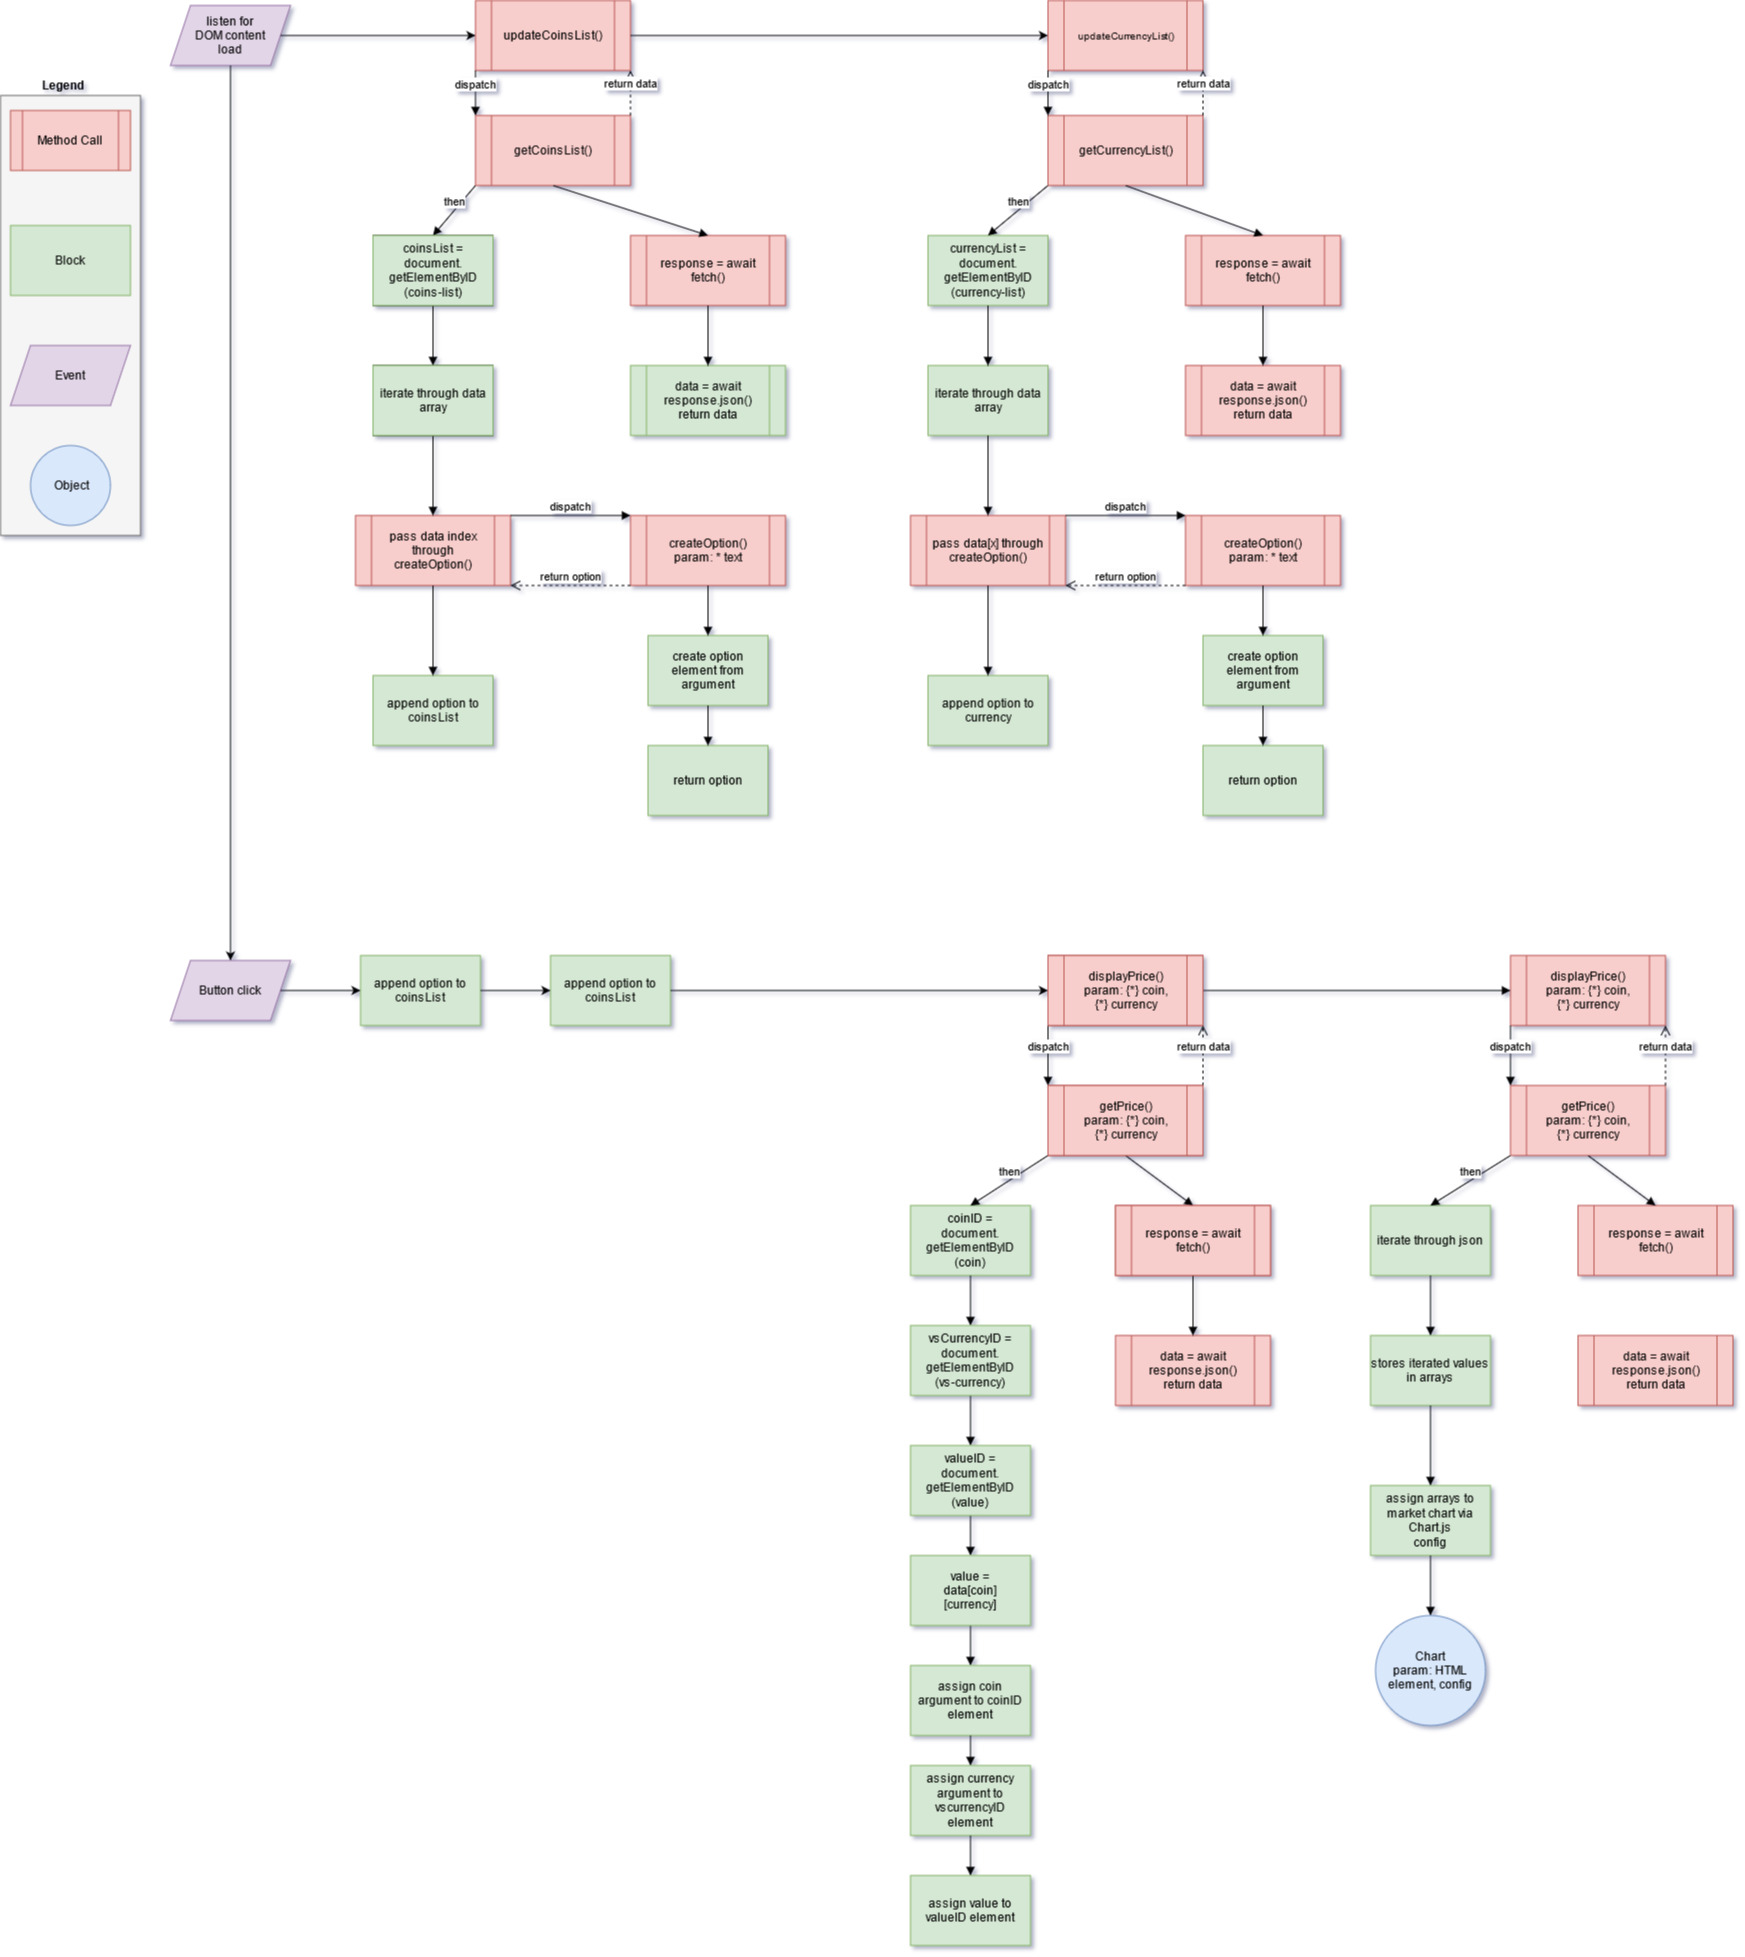 listen for
DOM content
load
updateCoinsList()
updateCurrencyList()
Legend
dispatch
return data
dispatch
return data
Method Call
getCoinsList()
getCurrencyList()
then
then
Block
coinsList =
document.
getElementByID
(coins-list)
response = await
fetch()
currencyList =
document.
getElementByID
(currency-list)
response = await
fetch()
Event
iterate through data
array
data = await
response.json()
return data
iterate through data
array
data = await
response.json()
return data
Object
dispatch
dispatch
pass data index
through
createOption()
createOption()
param: * text
pass data[x] through
createOption()
createOption()
param: * text
return option
return option
create option
element from
argument
create option
element from
argument
append option to
coinsList
append option to
currency
return option
return option
Button click
append option to
coinsList
append option to
coinsList
displayPrice()
param: {*} coin,
{*} currency
displayPrice()
param: {*} coin,
{*} currency
dispatch
return data
dispatch
return data
getPrice()
param: {*} coin,
{*} currency
getPrice()
param: {*} coin,
{*} currency
then
then
coinID =
document.
getElementByID
(coin)
response = await
fetch()
iterate through json
response = await
fetch()
vsCurrencyID =
document.
getElementByID
(vs-currency)
data = await
response.json()
return data
stores iterated values
in arrays
data = await
response.json()
return data
valueID =
document.
getElementByID
(value)
assign arrays to
market chart via
Chart.js
config
value =
data[coin]
[currency]
Chart
param: HTML
element, config
assign coin
argument to coinID
element
assign currency
argument to
vscurrencyID
element
assign value to
valueID element